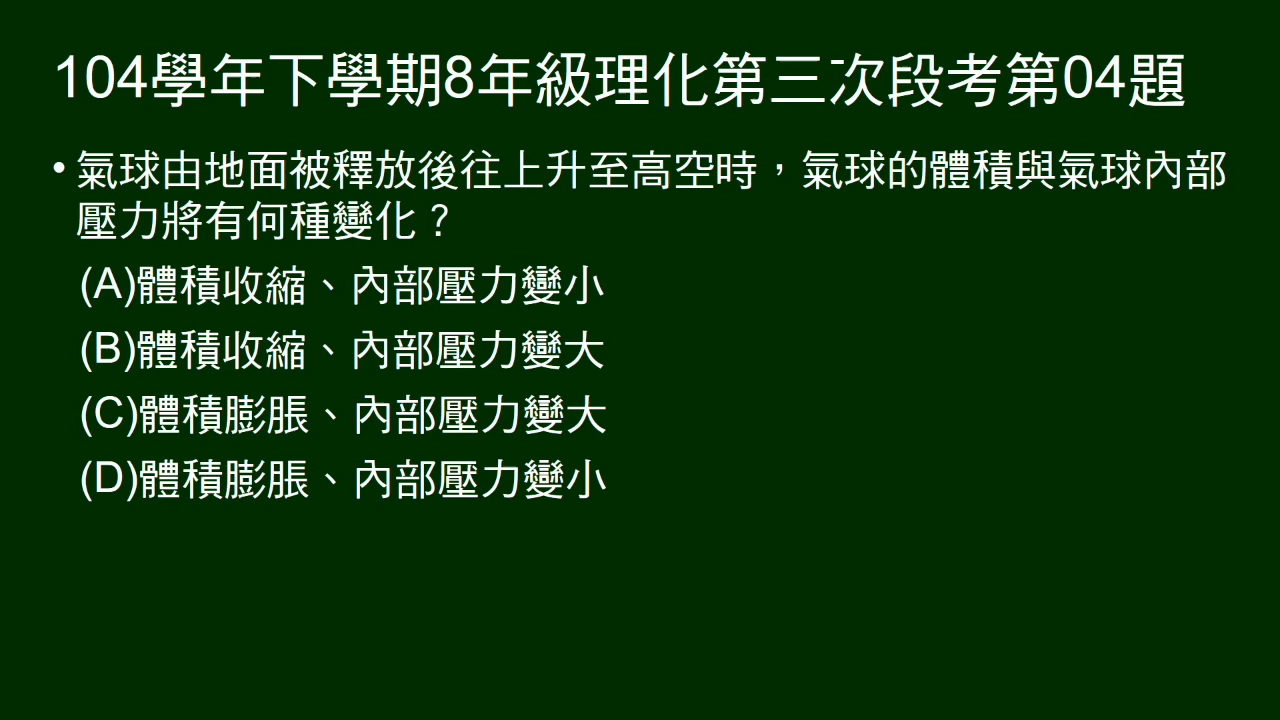 104學年下學期8年級理化第三次段考第04題
• 氣球由地面被釋放後往上升至高空時，氣球的體積與氣球內部
壓力將有何種變化？
(A)體積收縮、內部壓力變小
(B)體積收縮、內部壓力變大
(C)體積膨脹、內部壓力變大
(D)體積膨脹、內部壓力變小